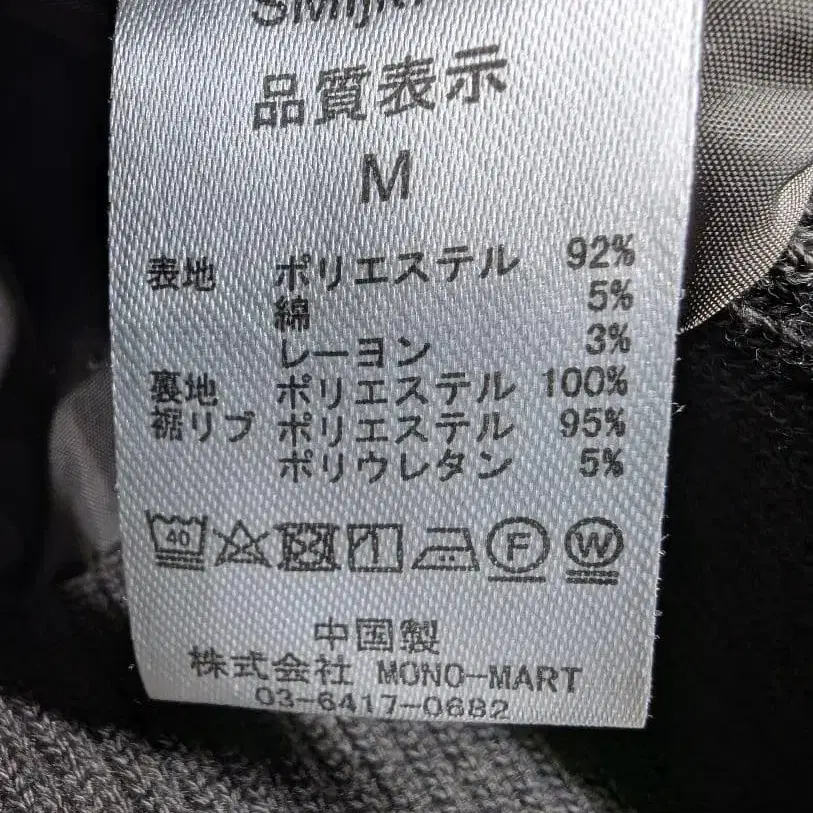 品質表示
M
表地 ポリエステル 92%
綿 5%
レーヨン 3%
裏地 ポリエステル 100%
裾リブ ポリエステル 95%
ポリウレタン 5%
40 F W
中国製
株式会社 MONO-MART
03-6417-0682